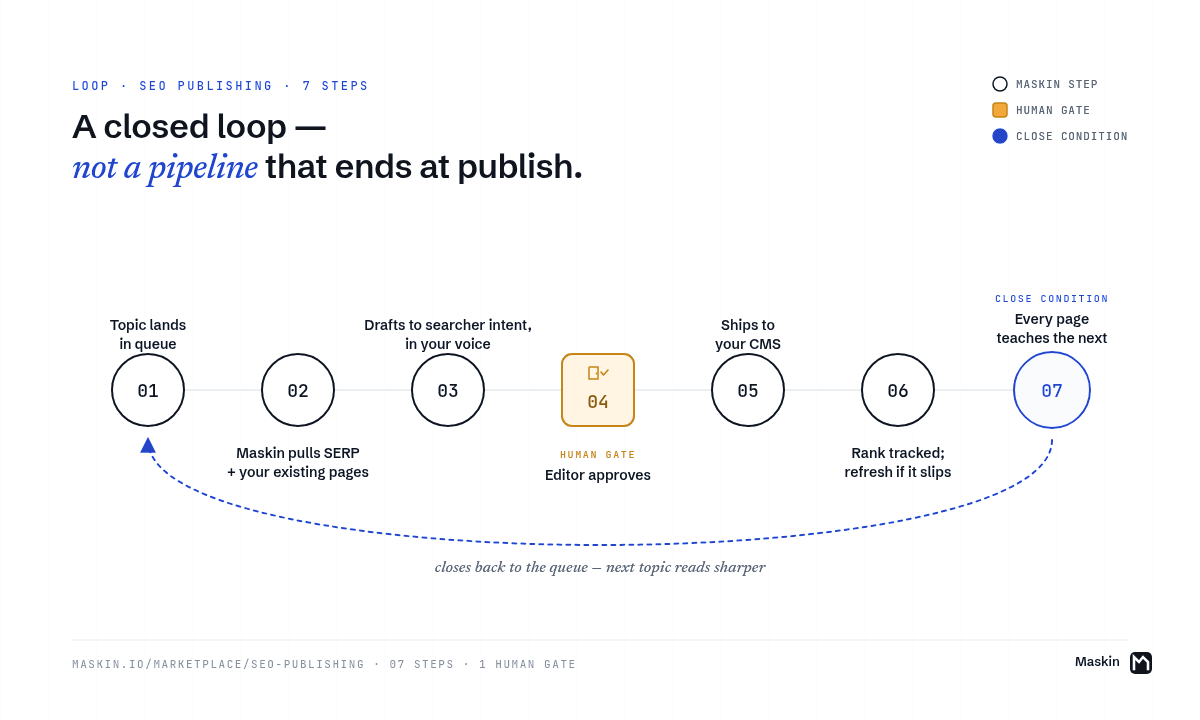 LOOP · SEO PUBLISHING · 7 STEPS
A closed loop —
not a pipeline that ends at publish.
MASKIN STEP
HUMAN GATE
CLOSE CONDITION
Topic lands
in queue
01
02
Maskin pulls SERP
+ your existing pages
Drafts to searcher intent,
in your voice
03
04
HUMAN GATE
Editor approves
Ships to
your CMS
05
06
Rank tracked;
refresh if it slips
CLOSE CONDITION
Every page
teaches the next
07
closes back to the queue — next topic reads sharper
MASKIN.IO/MARKETPLACE/SEO-PUBLISHING · 07 STEPS · 1 HUMAN GATE
Maskin